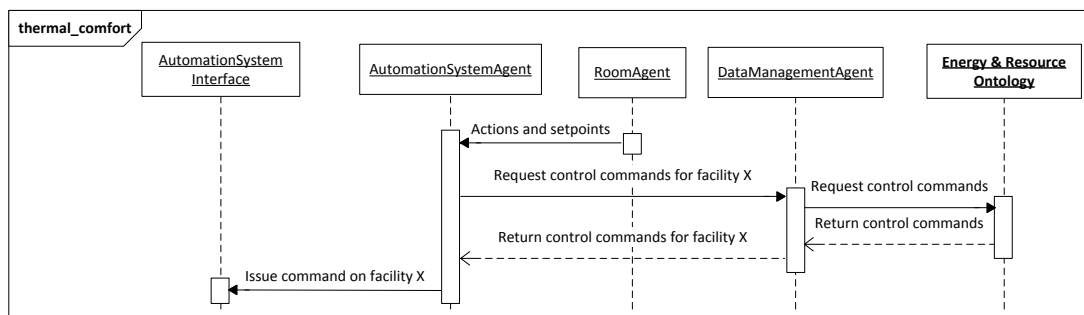 thermal_comfort
AutomationSystem
Interface
AutomationSystemAgent
RoomAgent
DataManagementAgent
Energy & Resource
Ontology
Actions and setpoints
Request control commands for facility X
Request control commands
Return control commands
Return control commands for facility X
Issue command on facility X